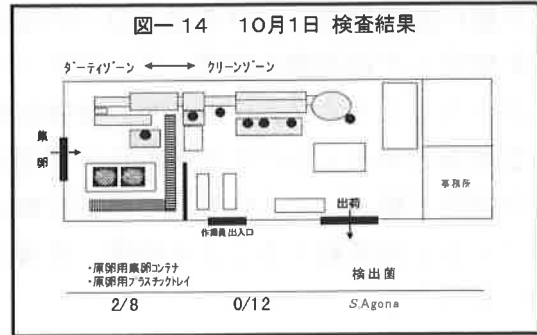 図ー14 10月1日 検査結果
ダーティゾーン クリーンゾーン
集卵
事務所
出荷
作業員出入口
・原卵用集卵コンテナ
・原卵用プラスチックトレイ
検出菌
2/8 0/12 S.Agona